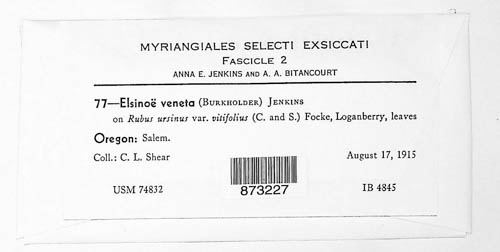 MYRIANGIALES SELECTI EXSICCATI
FASCICLE 2
ANNA E. JENKINS AND A. A. BITANCOURT
77—Elsinoë veneta (BURKHOLDER) JENKINS
on Rubus ursinus var. vitifolius (C. and S.) Focke, Loganberry, leaves
Oregon: Salem.
Coll.: C. L. Shear August 17, 1915
873227
USM 74832 IB 4845